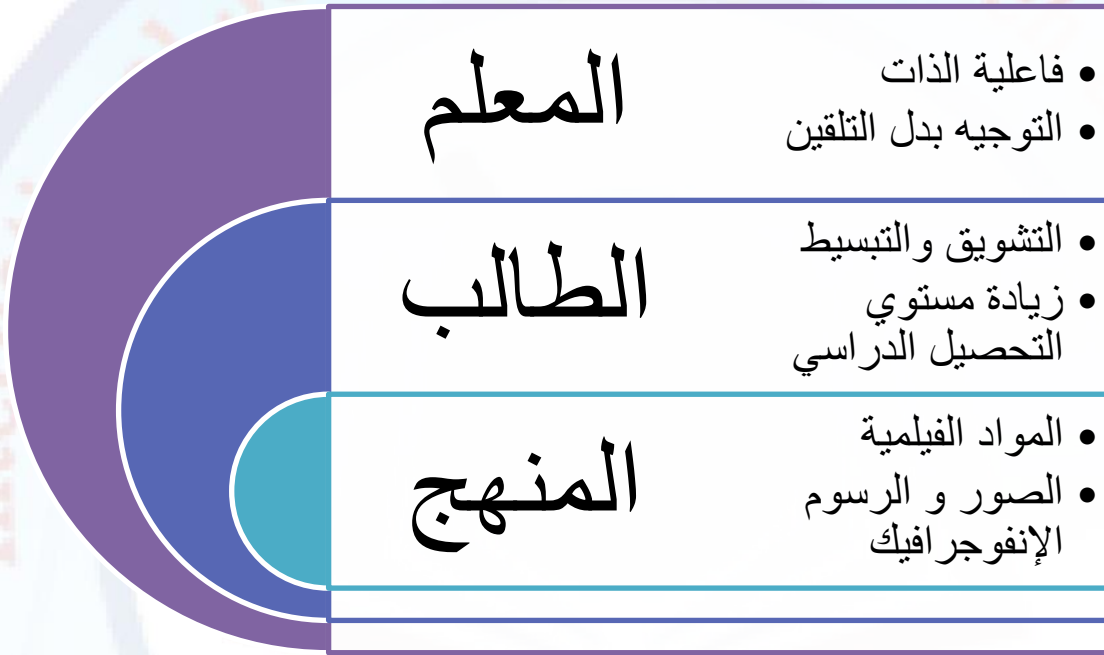 المعلم
• فاعلية الذات
• التوجيه بدل التلقين
الطالب
• التشويق والتبسيط
• زيادة مستوي
التحصيل الدراسي
المنهج
• المواد الفيلمية
• الصور و الرسوم
الإنفوجرافيك